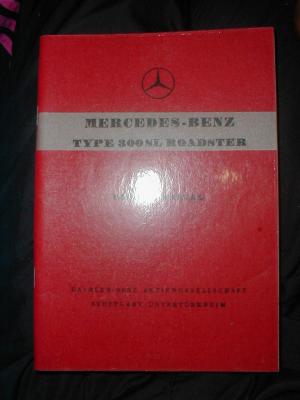 MERCEDES-BENZ
TYPE 300SL ROADSTER
DAIMLER-BENZ AKTIENGESELLSCHAFT
STUTTGART-UNTERTÜRKHEIM